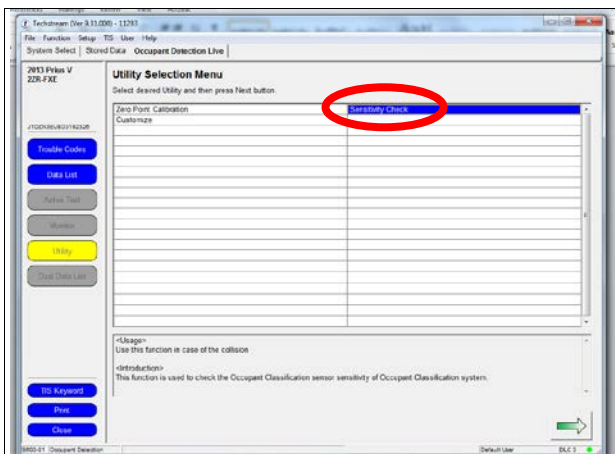 Techstream (Ver 9.10.038) - 11293
File Function Setup TIS User Help
System Select Stored Data Occupant Detection Live
2013 Prius V
2ZR-FXE
Utility Selection Menu
Select desired Utility and then press Next button.
Zero Point Calibration
Sensitivity Check
Customize
Trouble Codes
Data List
Active Test
Monitor
Utility
Dual Data List
<Usage>
Use this function in case of the collision
<Introduction>
This function is used to check the Occupant Classification sensor sensitivity of Occupant Classification system.
TIS Keyword
Print
Close
Occupant Detection
Default User
DLC 3